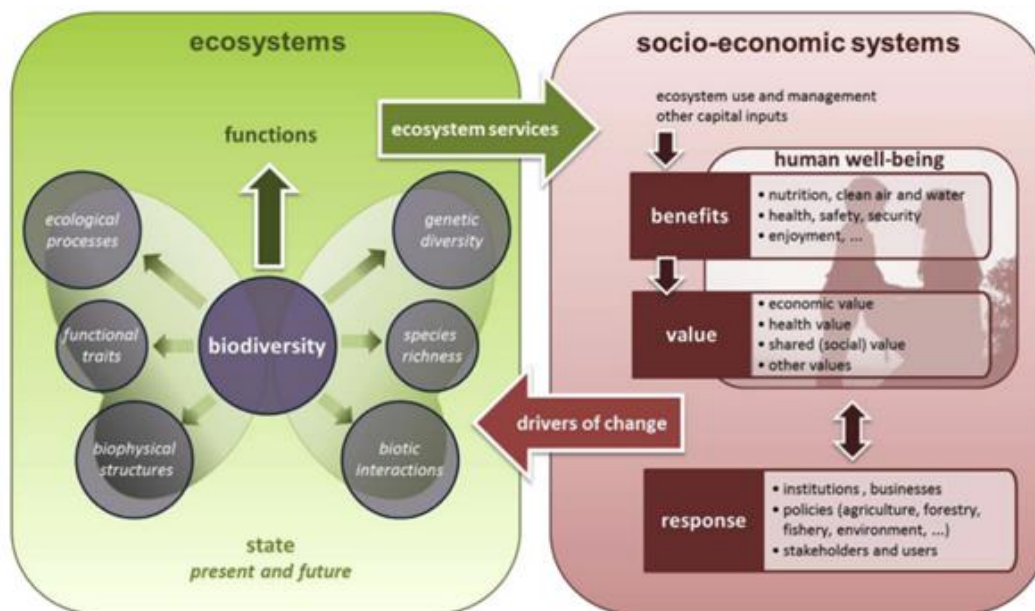 ecosystems
functions
ecological
processes
genetic
diversity
functional
traits
biodiversity
species
richness
biophysical
structures
biotic
interactions
state
present and future
ecosystem services
drivers of change
socio-economic systems
ecosystem use and management
other capital inputs
human well-being
benefits
• nutrition, clean air and water
• health, safety, security
• enjoyment, ...
value
• economic value
• health value
• shared (social) value
• other values
response
• institutions , businesses
• policies (agriculture, forestry,
fishery, environment, ...)
• stakeholders and users